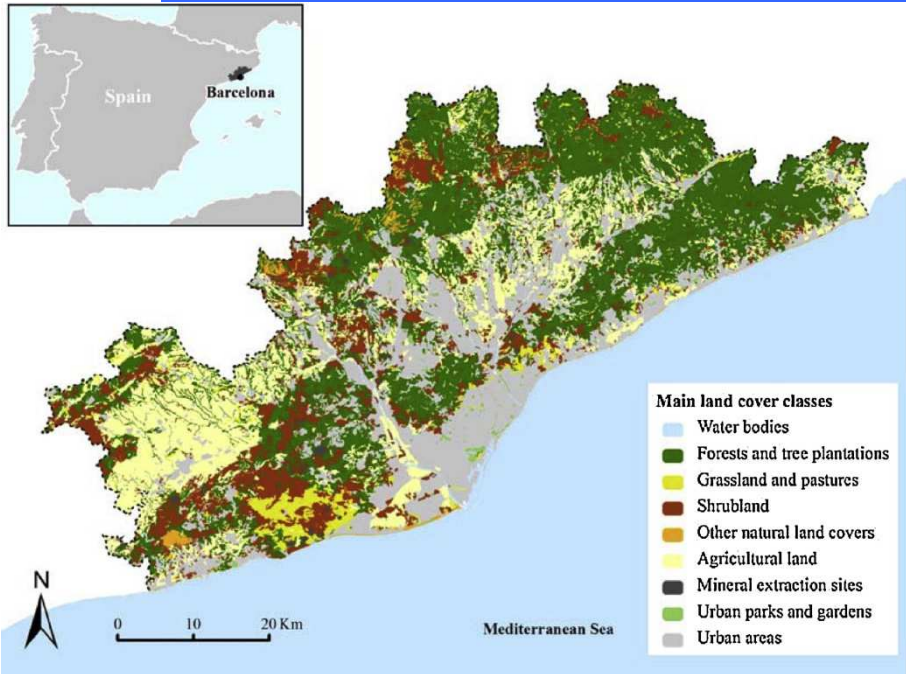 Spain
Barcelona
Main land cover classes
Water bodies
Forests and tree plantations
Grassland and pastures
Shrubland
Other natural land covers
Agricultural land
Mineral extraction sites
Urban parks and gardens
Urban areas
N
0 10 20 Km
Mediterranean Sea